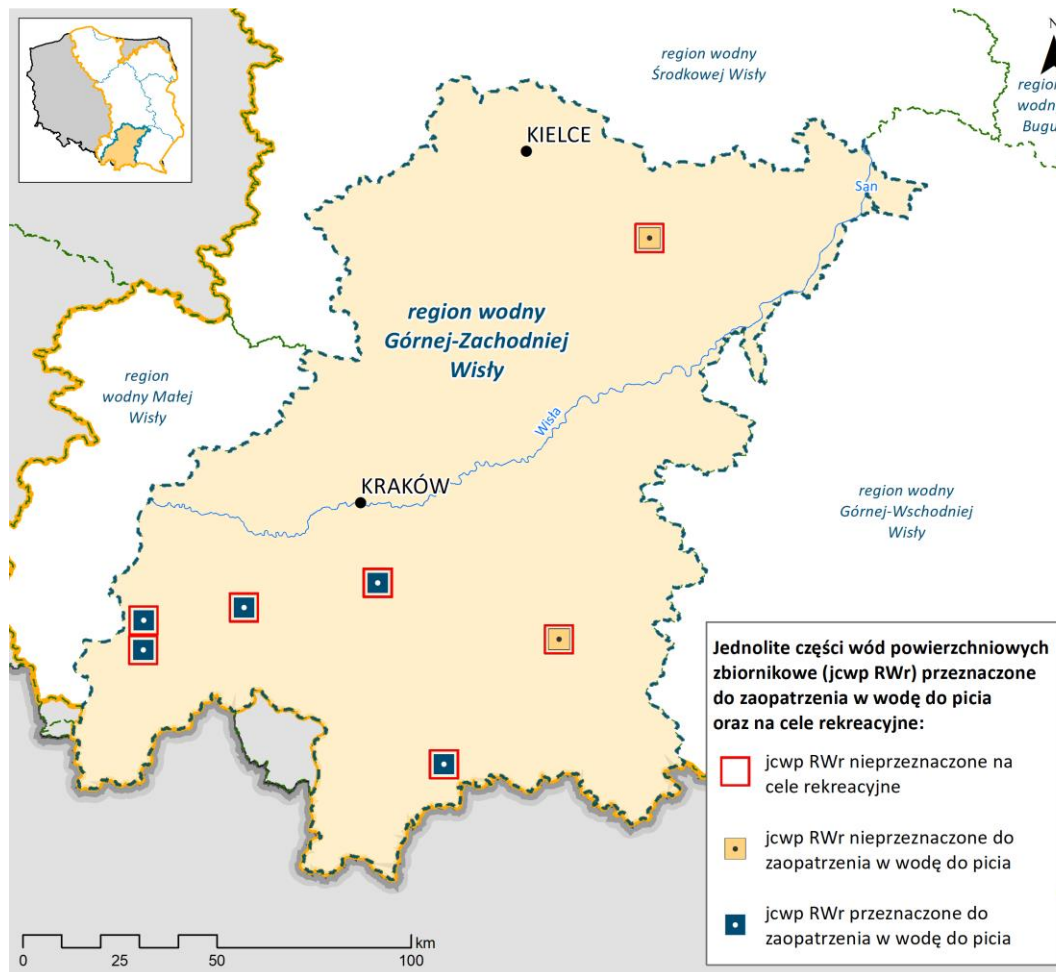 region wodny
Środkowej Wisły
N
region
wodny
Bugu
KIELCE
San
region wodny
Górnej-Zachodniej
Wisły
region
wodny Małej
Wisły
Wisła
KRAKÓW
region wodny
Górnej-Wschodniej
Wisły
Jednolite części wód powierzchniowych
zbiornikowe (jcwp RWr) przeznaczone
do zaopatrzenia w wodę do picia
oraz na cele rekreacyjne:
jcwp RWr nieprzeznaczone na
cele rekreacyjne
jcwp RWr nieprzeznaczone do
zaopatrzenia w wodę do picia
jcwp RWr przeznaczone do
zaopatrzenia w wodę do picia
km
0 25 50 100